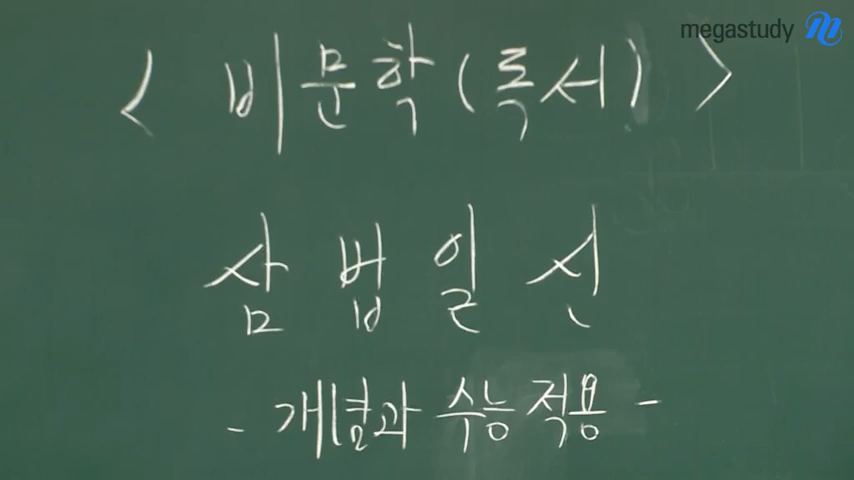 megastudy
< 비문학 (독서) >
삼법일신
- 개념과 수능 적용 -